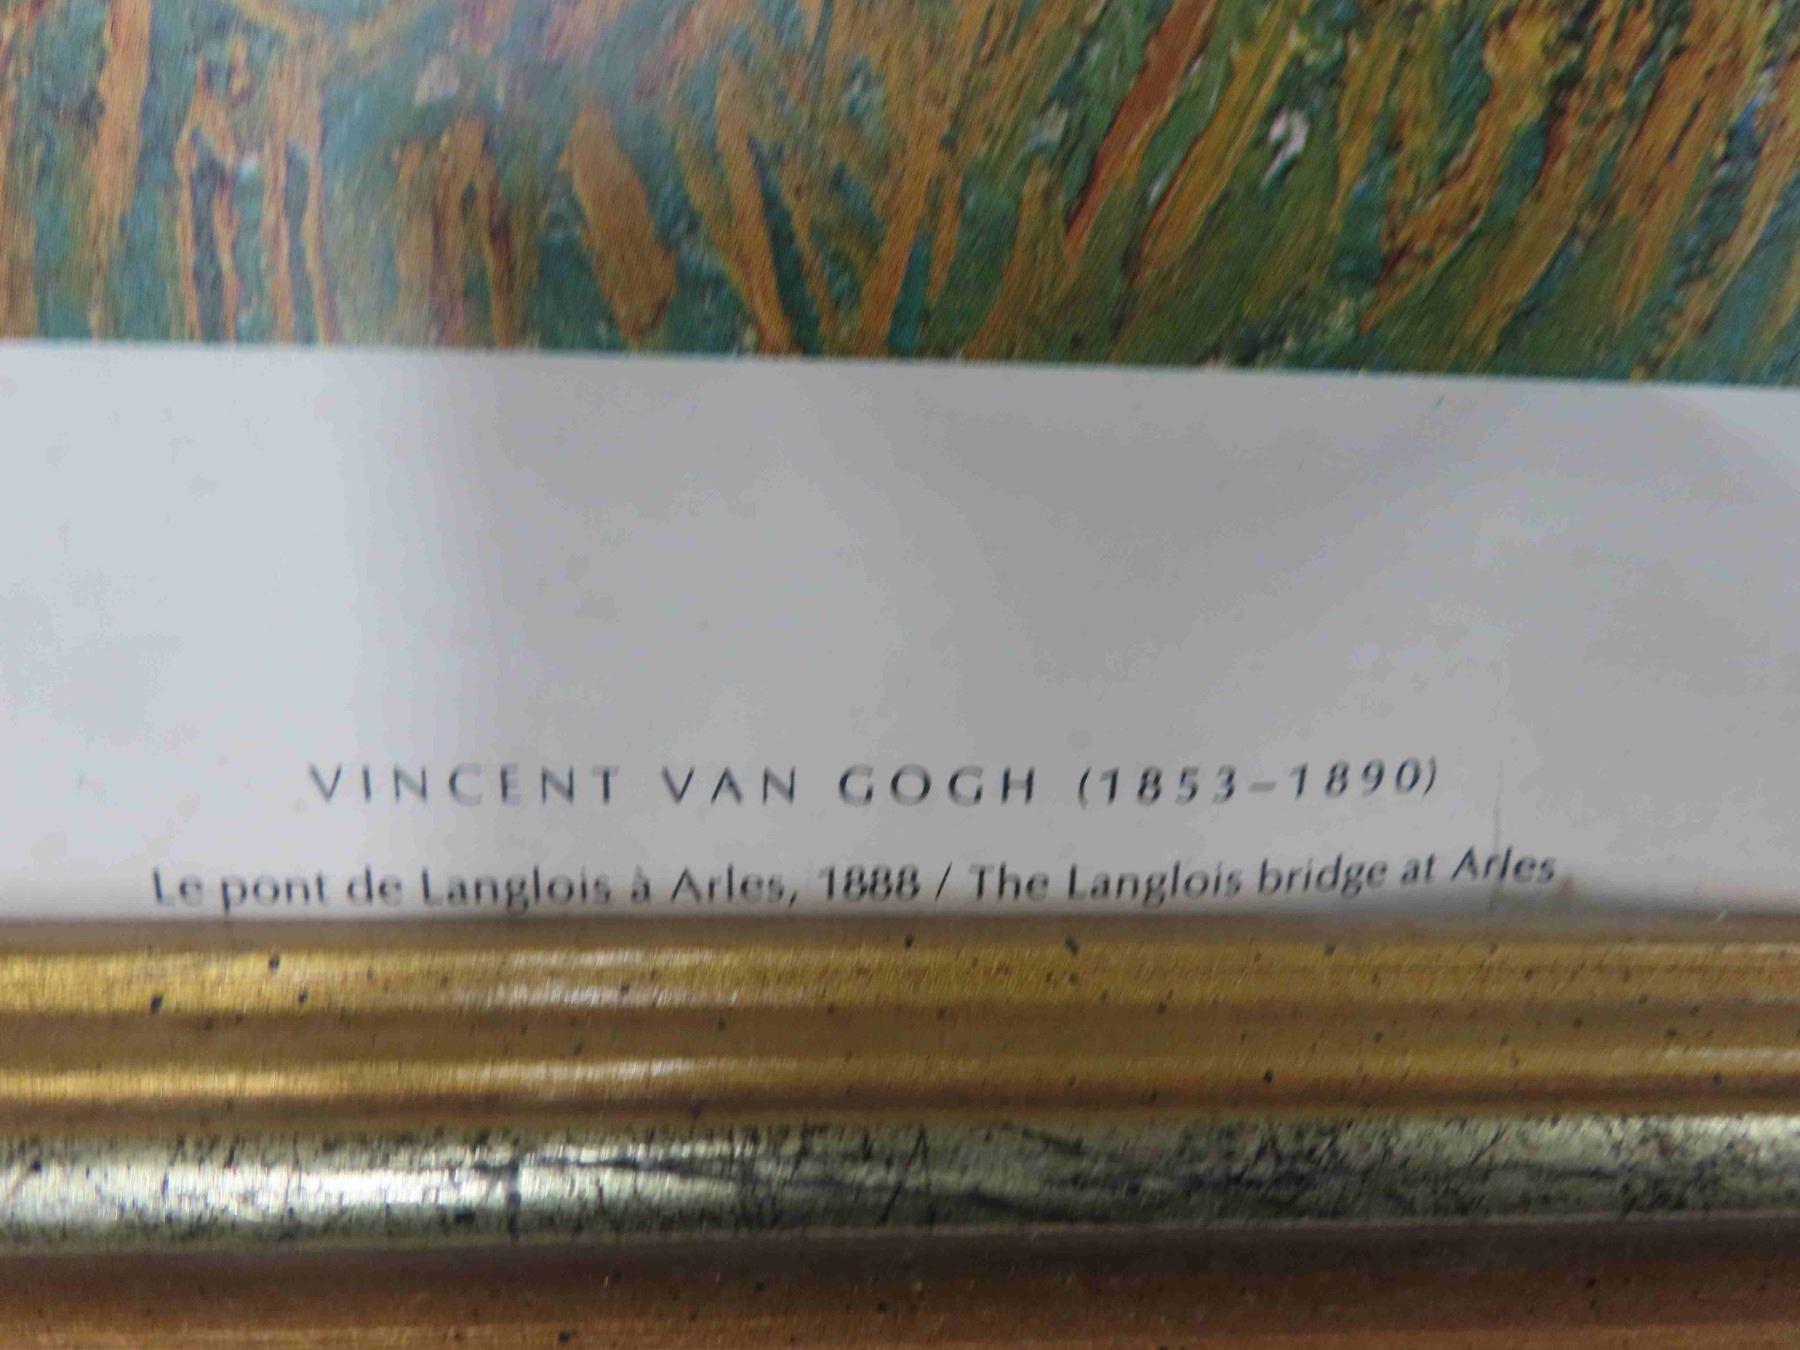 VINCENT VAN GOGH (1853–1890)
Le pont de Langlois à Arles, 1888 / The Langlois bridge at Arles